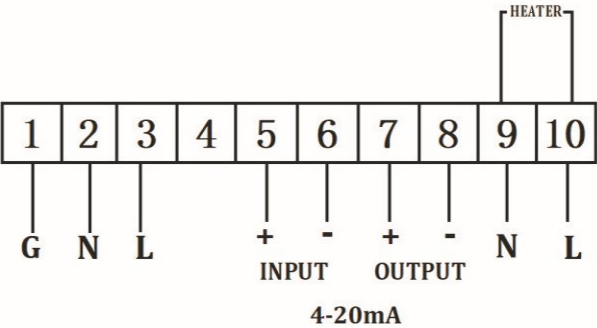 HEATER
1 2 3 4 5 6 7 8 9 10
G N L + - + - N L
INPUT OUTPUT
4-20mA